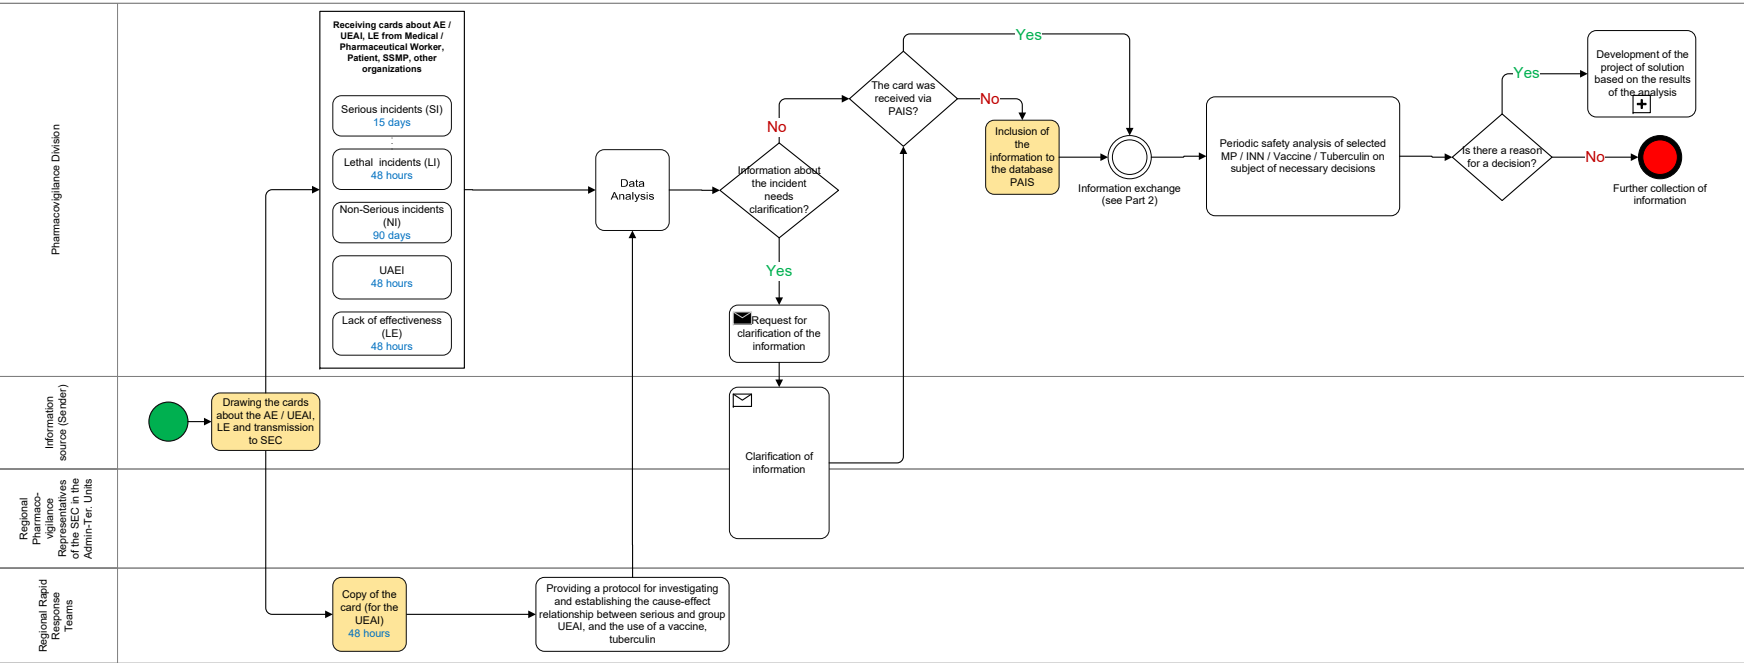 Pharmacovigilance Division
Receiving cards about AE /
UEAI, LE from Medical /
Pharmaceutical Worker,
Patient, SSMP, other
organizations
Serious incidents (SI)
15 days
Lethal incidents (LI)
48 hours
Non-Serious incidents
(NI)
90 days
UAEI
48 hours
Lack of effectiveness
(LE)
48 hours
Data
Analysis
Information about
the incident
needs
clarification?
No
Yes
Request for
clarification of the
information
The card was
received via
PAIS?
Yes
No
Inclusion of
the
information to
the database
PAIS
Information exchange
(see Part 2)
Periodic safety analysis of selected
MP / INN / Vaccine / Tuberculin on
subject of necessary decisions
Is there a reason
for a decision?
Yes
No
Development of the
project of solution
based on the results
of the analysis
Further collection of
information
Information
source (Sender)
Drawing the cards
about the AE / UEAI,
LE and transmission
to SEC
Clarification of
information
Regional
Pharmaco-
vigilance
Representatives
of the SEC in the
Admin-Ter. Units
Regional Rapid
Response
Teams
Copy of the
card (for the
UEAI)
48 hours
Providing a protocol for investigating
and establishing the cause-effect
relationship between serious and group
UEAI, and the use of a vaccine,
tuberculin